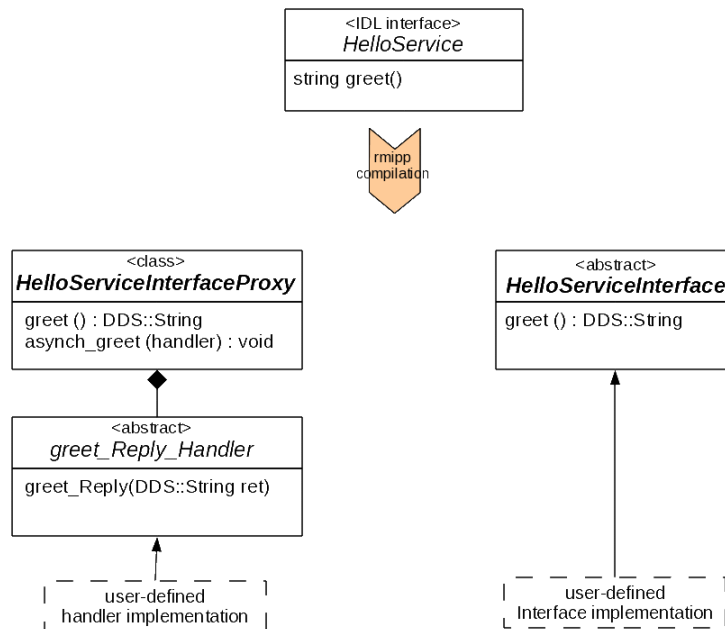 <IDL interface>
HelloService
string greet()
rmipp
compilation
<class>
HelloServiceInterfaceProxy
greet () : DDS::String
asynch_greet (handler) : void
<abstract>
HelloServiceInterface
greet () : DDS::String
<abstract>
greet_Reply_Handler
greet_Reply(DDS::String ret)
user-defined
handler implementation
user-defined
Interface implementation